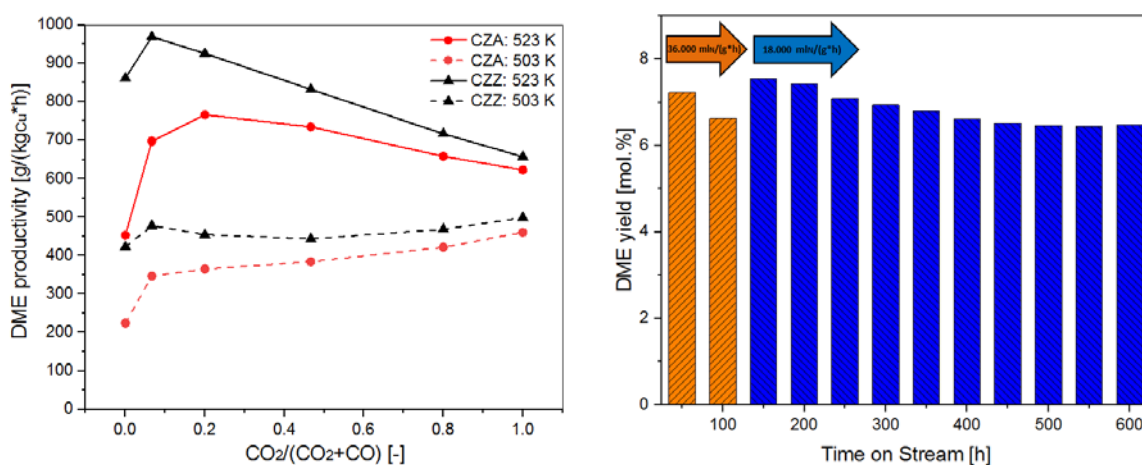 DME productivity [g/(kgCu*h)]
1000
900
800
700
600
500
400
300
200
100
0
CZA: 523 K
CZA: 503 K
CZZ: 523 K
CZZ: 503 K
0.0 0.2 0.4 0.6 0.8 1.0
CO2/(CO2+CO) [-]
DME yield [mol.%]
8
6
4
2
0
36.000 mln/(g*h)
18.000 mln/(g*h)
100 200 300 400 500 600
Time on Stream [h]